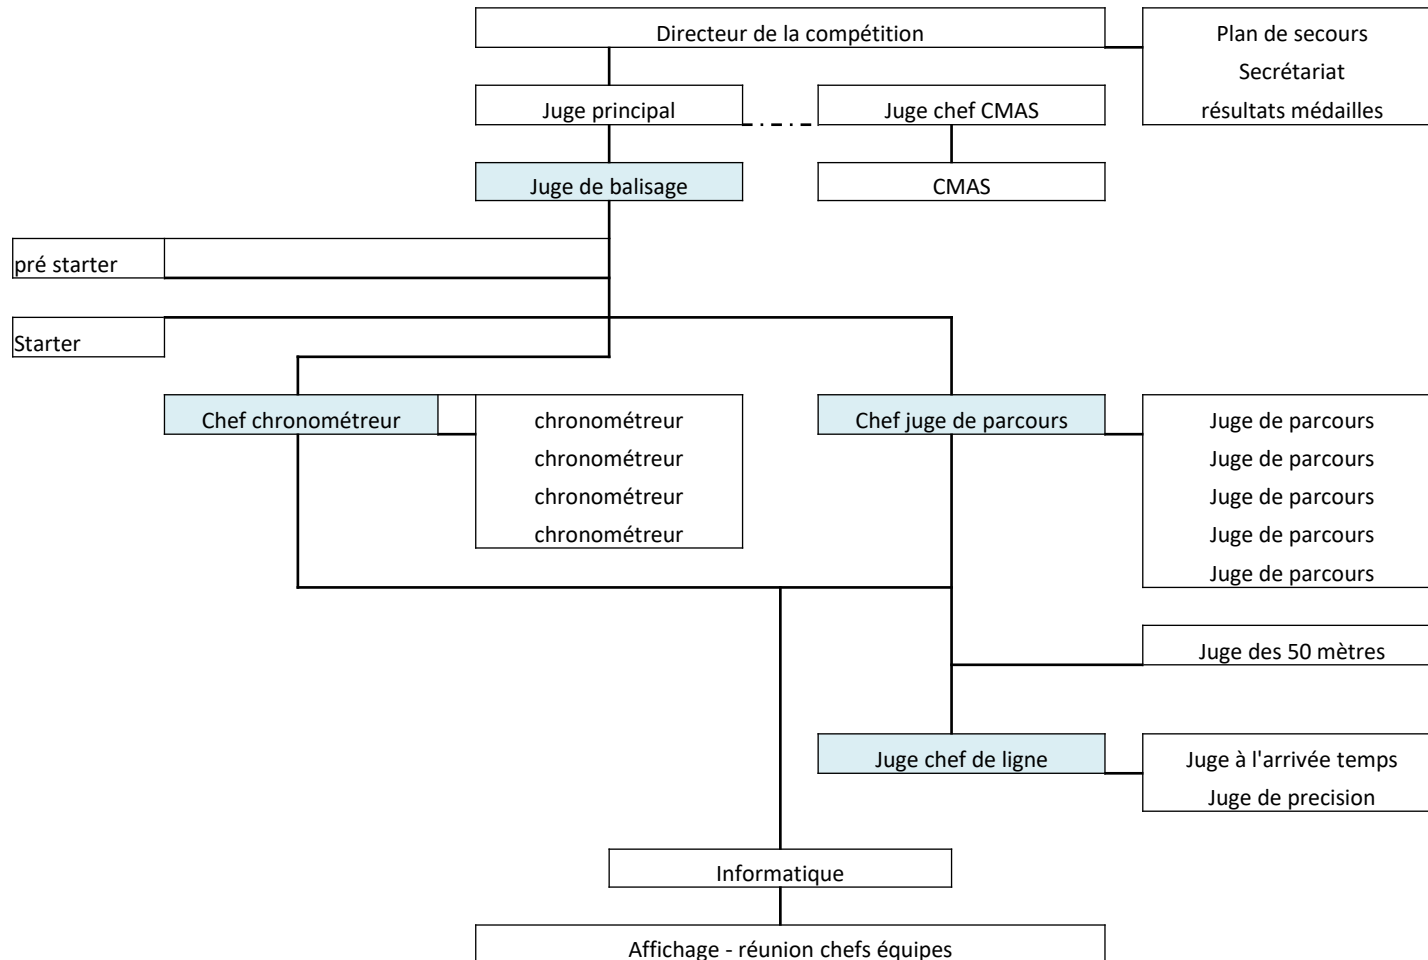 Directeur de la compétition
Plan de secours
Secrétariat
résultats médailles
Juge principal
Juge chef CMAS
Juge de balisage
CMAS
pré starter
Starter
Chef chronométreur
chronométreur
chronométreur
chronométreur
chronométreur
Chef juge de parcours
Juge de parcours
Juge de parcours
Juge de parcours
Juge de parcours
Juge de parcours
Juge des 50 mètres
Juge chef de ligne
Juge à l'arrivée temps
Juge de precision
Informatique
Affichage - réunion chefs équipes